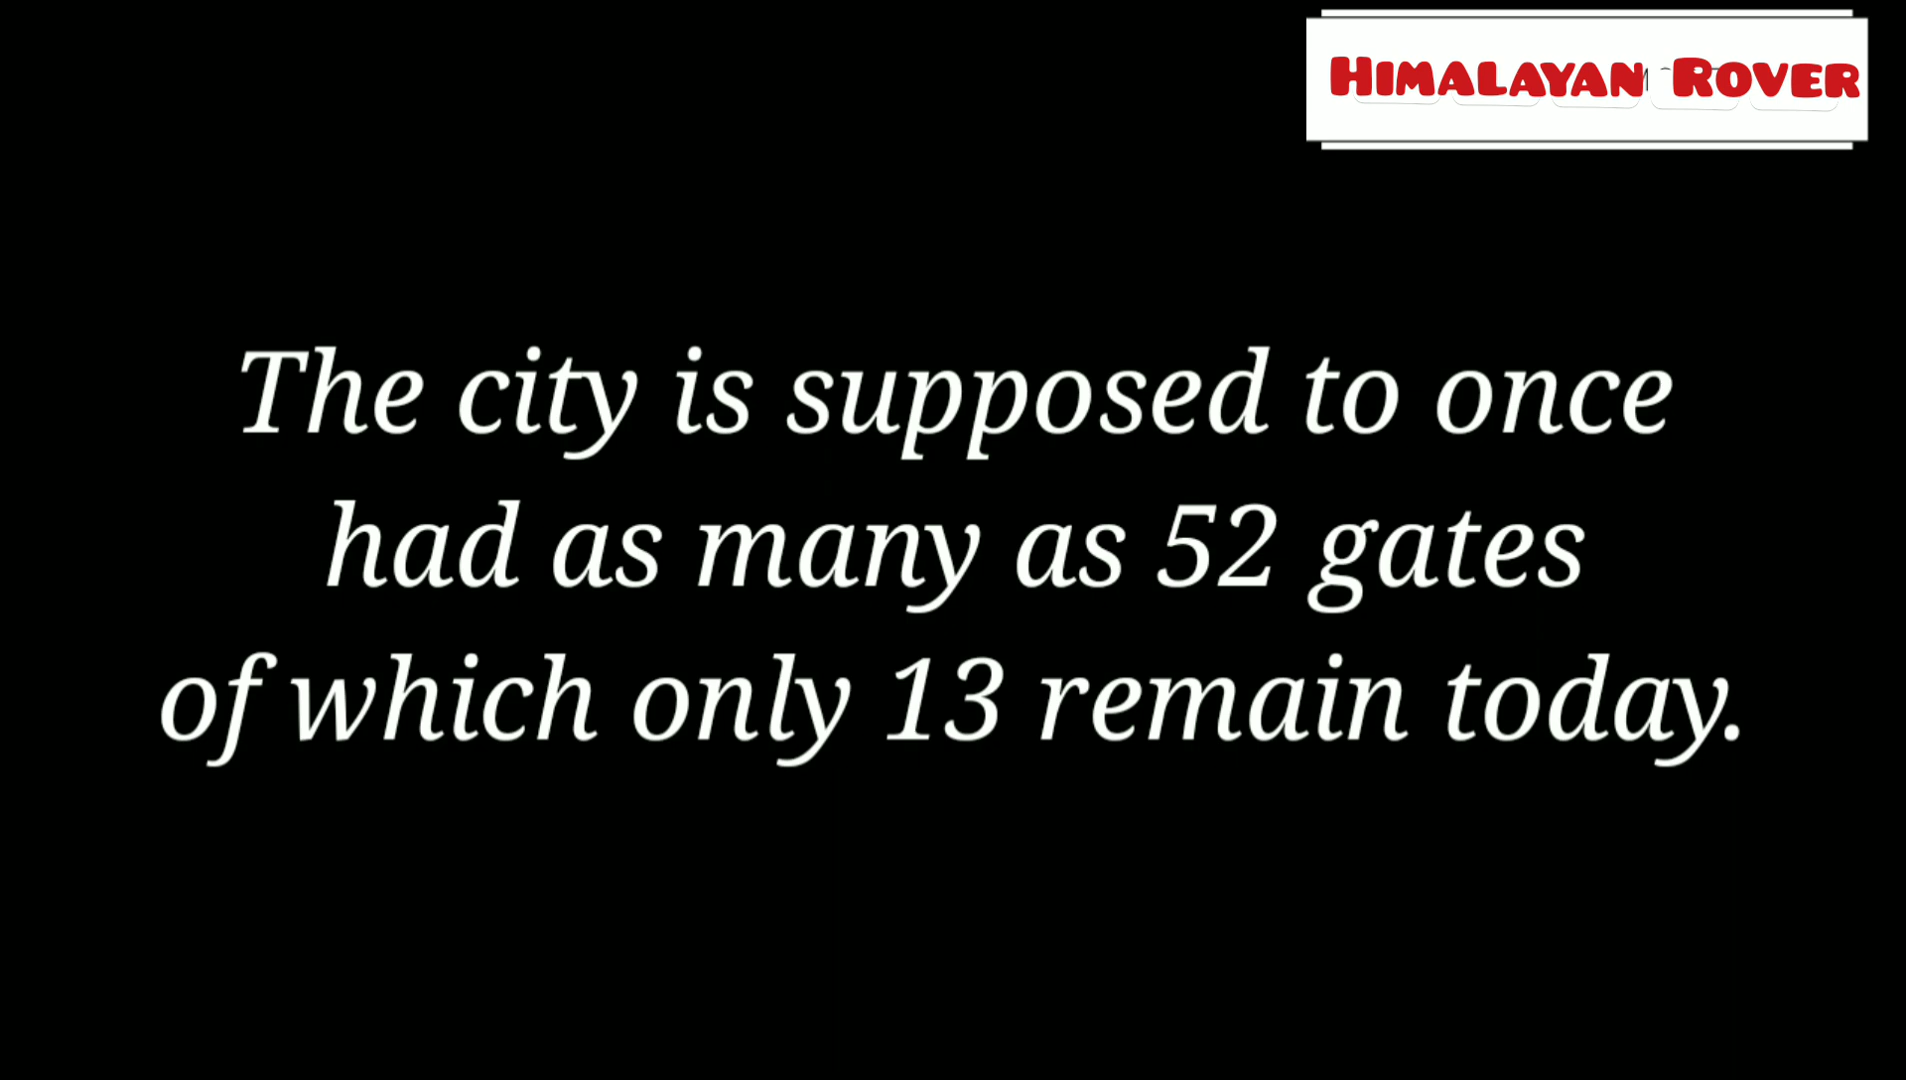 Himalayan Rover
The city is supposed to once
had as many as 52 gates
of which only 13 remain today.